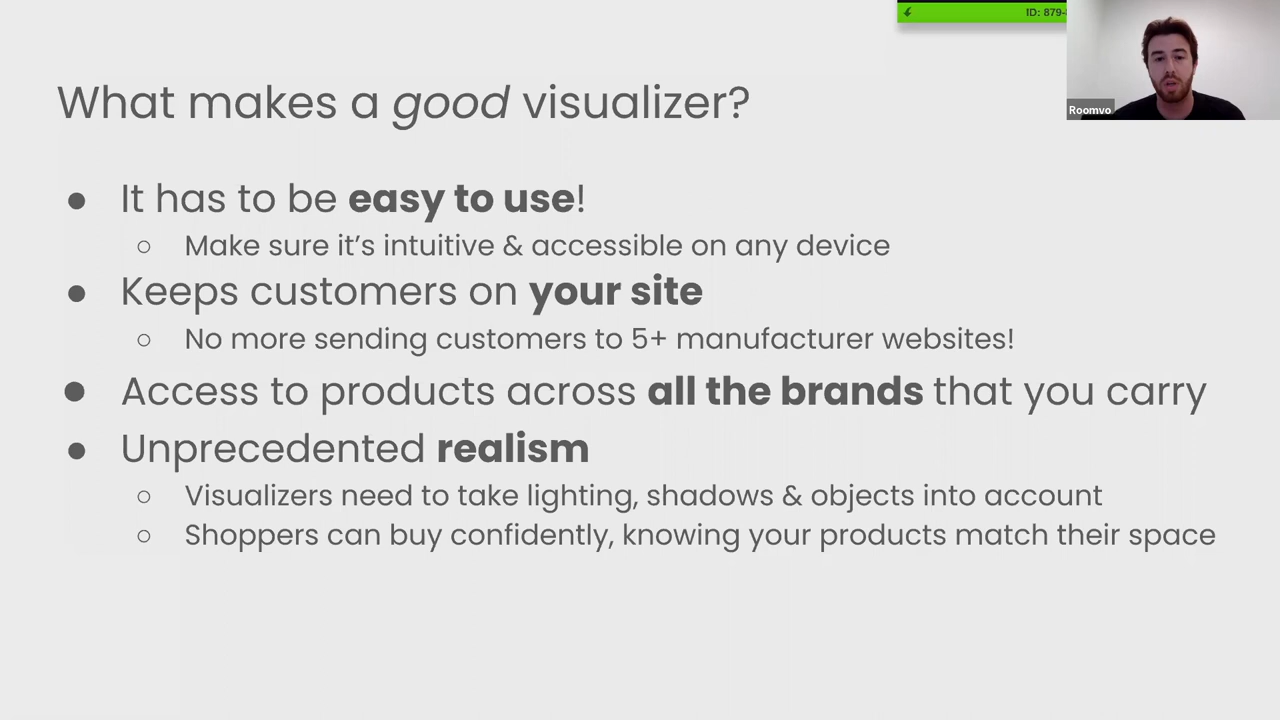 ID: 879-
Roomvo
What makes a good visualizer?
● It has to be easy to use!
○ Make sure it’s intuitive & accessible on any device
● Keeps customers on your site
○ No more sending customers to 5+ manufacturer websites!
● Access to products across all the brands that you carry
● Unprecedented realism
○ Visualizers need to take lighting, shadows & objects into account
○ Shoppers can buy confidently, knowing your products match their space